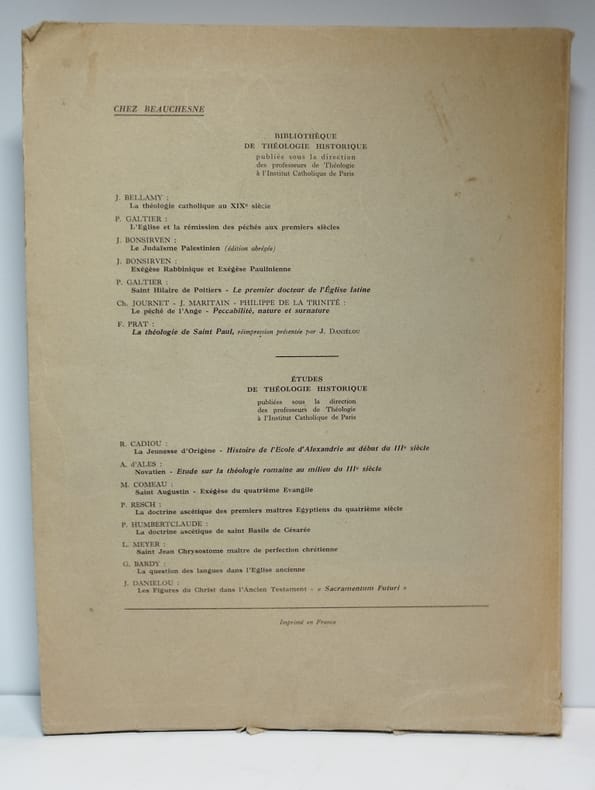 CHEZ BEAUCHESNE
BIBLIOTHÈQUE
DE THÉOLOGIE HISTORIQUE
publiée sous la direction
des professeurs de Théologie
à l'Institut Catholique de Paris
J. BELLAMY :
La théologie catholique au XIXe siècle
P. GALTIER :
L'Eglise et la rémission des péchés aux premiers siècles
J. BONSIRVEN :
Le Judaïsme Palestinien (édition abrégée)
J. BONSIRVEN :
Exégèse Rabbinique et Exégèse Paulinienne
P. GALTIER :
Saint Hilaire de Poitiers - Le premier docteur de l'Église latine
Ch. JOURNET - J. MARITAIN - PHILIPPE DE LA TRINITÉ :
Le péché de l'Ange - Peccabilité, nature et surnature
F. PRAT :
La théologie de Saint Paul, réimpression présentée par J. DANIÉLOU
ÉTUDES
DE THÉOLOGIE HISTORIQUE
publiées sous la direction
des professeurs de Théologie
à l'Institut Catholique de Paris
R. CADIOU :
La Jeunesse d'Origène - Histoire de l'Ecole d'Alexandrie au début du IIIe siècle
A. d'ALES :
Novatien - Etude sur la théologie romaine au milieu du IIIe siècle
M. COMEAU :
Saint Augustin - Exégèse du quatrième Evangile
P. RESCH :
La doctrine ascétique des premiers maîtres Egyptiens du quatrième siècle
P. HUMBERTCLAUDE :
La doctrine ascétique de saint Basile de Césarée
L. MEYER :
Saint Jean Chrysostome maître de perfection chrétienne
G. BARDY :
La question des langues dans l'Eglise ancienne
J. DANIELOU :
Les Figures du Christ dans l'Ancien Testament - « Sacramentum Futuri »
Imprimé en France